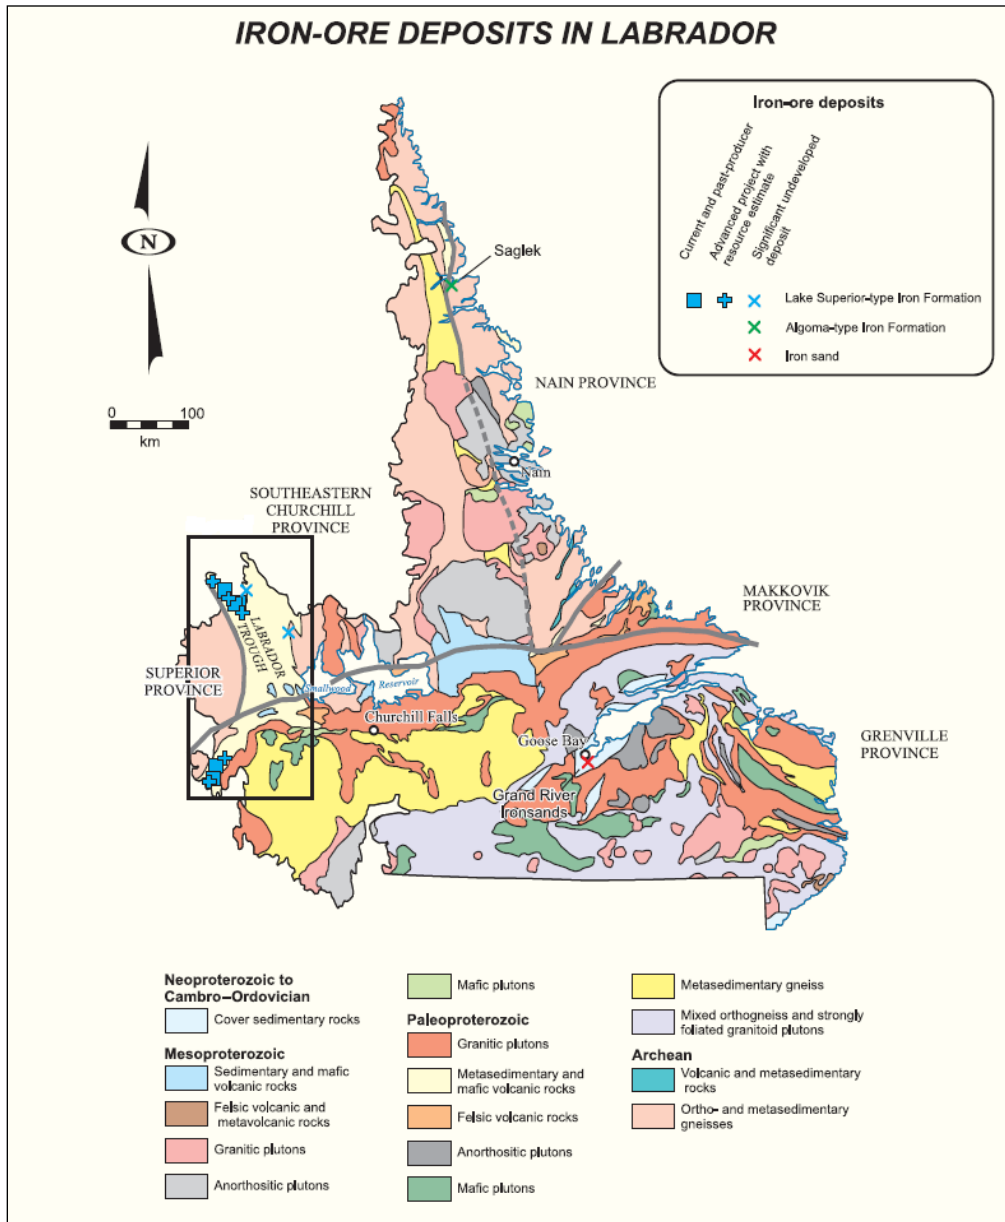 IRON-ORE DEPOSITS IN LABRADOR
Iron-ore deposits
Current and past-producer
Advanced project with
resource estimate
Significant undeveloped
deposit
Lake Superior-type Iron Formation
Algoma-type Iron Formation
Iron sand
N
0 100
km
Saglek
NAIN PROVINCE
Nain
SOUTHEASTERN
CHURCHILL
PROVINCE
MAKKOVIK
PROVINCE
LABRADOR
TROUGH
SUPERIOR
PROVINCE
Smallwood
Reservoir
Churchill Falls
Goose Bay
GRENVILLE
PROVINCE
Grand River
Ironsands
Neoproterozoic to
Cambro-Ordovician
Cover sedimentary rocks
Mesoproterozoic
Sedimentary and mafic
volcanic rocks
Felsic volcanic and
metavolcanic rocks
Granitic plutons
Anorthositic plutons
Mafic plutons
Paleoproterozoic
Granitic plutons
Metasedimentary and
mafic volcanic rocks
Felsic volcanic rocks
Anorthositic plutons
Mafic plutons
Metasedimentary gneiss
Mixed orthogneiss and strongly
foliated granitoid plutons
Archean
Volcanic and metasedimentary
rocks
Ortho- and metasedimentary
gneisses